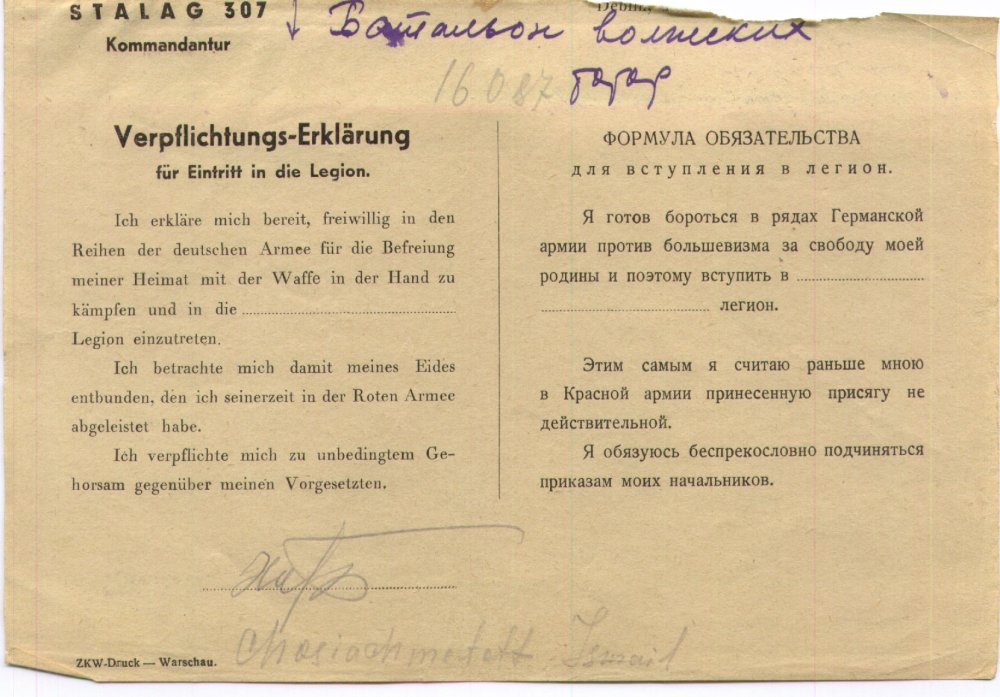 STALAG 307
Kommandantur
Батальон волжских
татар
16087
Verpflichtungs-Erklärung
für Eintritt in die Legion.
Ich erkläre mich bereit, freiwillig in den
Reihen der deutschen Armee für die Befreiung
meiner Heimat mit der Waffe in der Hand zu
kämpfen und in die
Legion einzutreten.
Ich betrachte mich damit meines Eides
entbunden, den ich seinerzeit in der Roten Armee
abgeleistet habe.
Ich verpflichte mich zu unbedingtem Ge-
horsam gegenüber meinen Vorgesetzten.
ФОРМУЛА ОБЯЗАТЕЛЬСТВА
для вступления в легион.
Я готов бороться в рядах Германской
армии против большевизма за свободу моей
родины и поэтому вступить в
легион.
Этим самым я считаю раньше мною
в Красной армии принесенную присягу не
действительной.
Я обязуюсь беспрекословно подчиняться
приказам моих начальников.
Ismail
ZKW-Druck — Warschau.